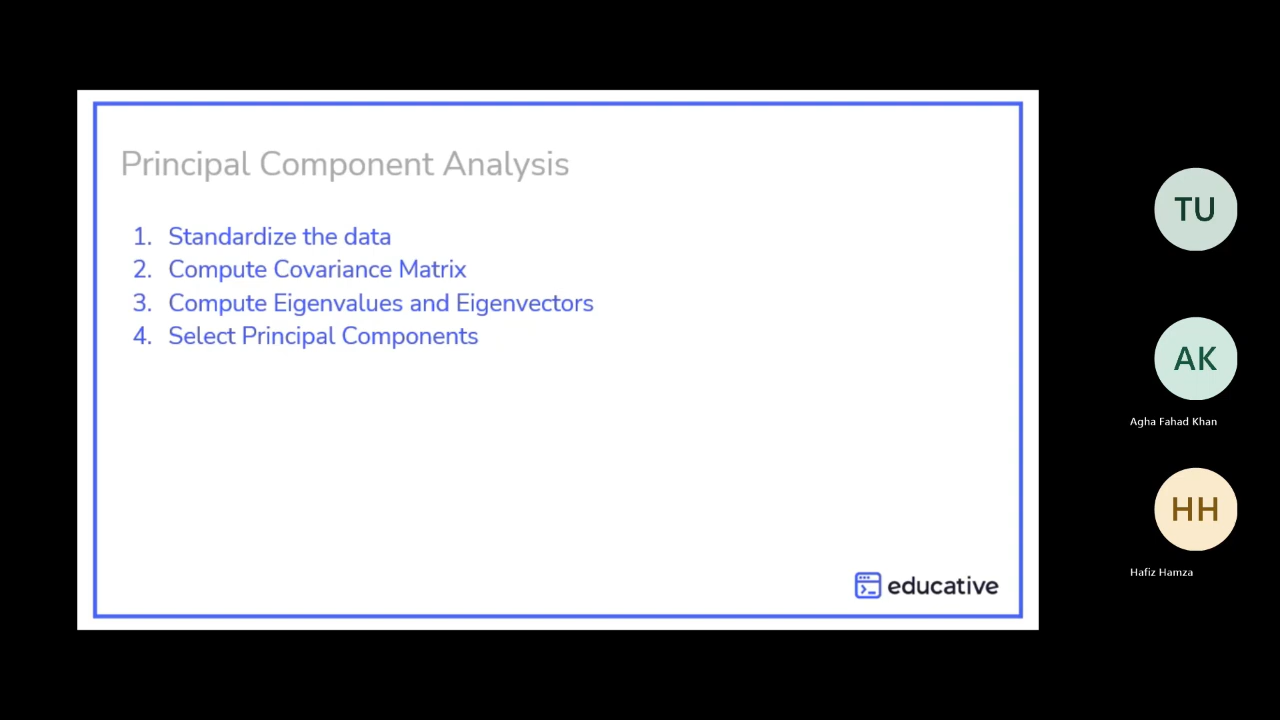 Principal Component Analysis
1. Standardize the data
2. Compute Covariance Matrix
3. Compute Eigenvalues and Eigenvectors
4. Select Principal Components
educative
TU
AK
Agha Fahad Khan
HH
Hafiz Hamza